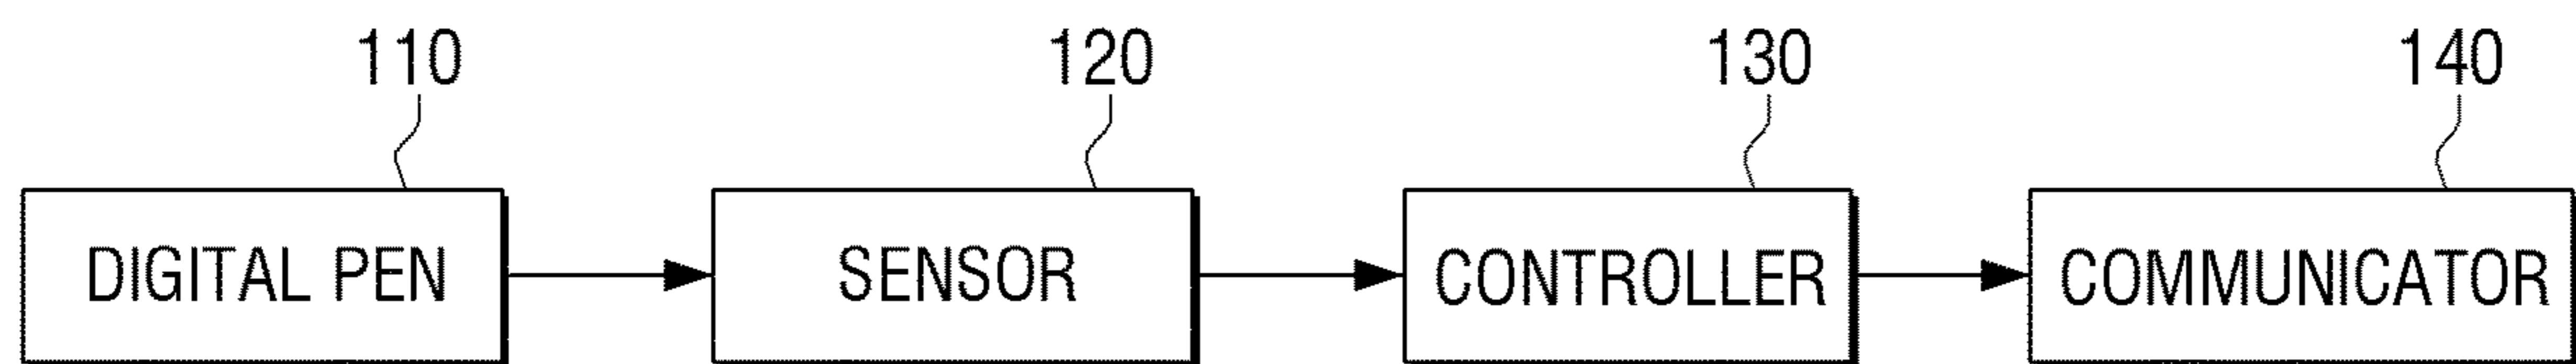 110 120 130 140
DIGITAL PEN SENSOR CONTROLLER COMMUNICATOR